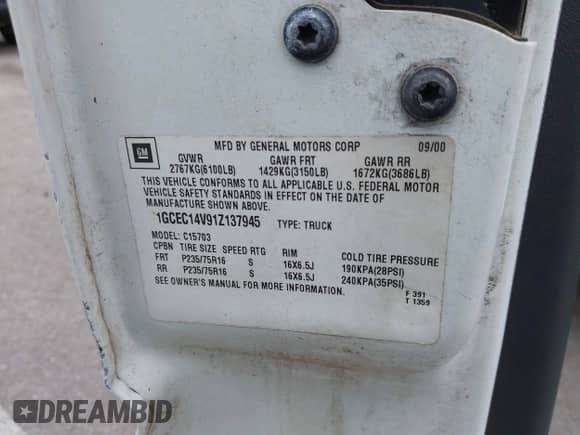 GM
MFD BY GENERAL MOTORS CORP 09/00
GVWR GAWR FRT GAWR RR
2767KG(6100LB) 1429KG(3150LB) 1672KG(3686LB)
THIS VEHICLE CONFORMS TO ALL APPLICABLE U.S. FEDERAL MOTOR
VEHICLE SAFETY STANDARDS IN EFFECT ON THE DATE OF
MANUFACTURE SHOWN ABOVE.
1GCEC14V91Z137945 TYPE: TRUCK
MODEL: C15703
CPBN TIRE SIZE SPEED RTG RIM COLD TIRE PRESSURE
FRT P235/75R16 S 16X6.5J 190KPA(28PSI)
RR P235/75R16 S 16X6.5J 240KPA(35PSI)
SEE OWNER'S MANUAL FOR MORE INFORMATION.
F 391
T 1359
DREAMBID